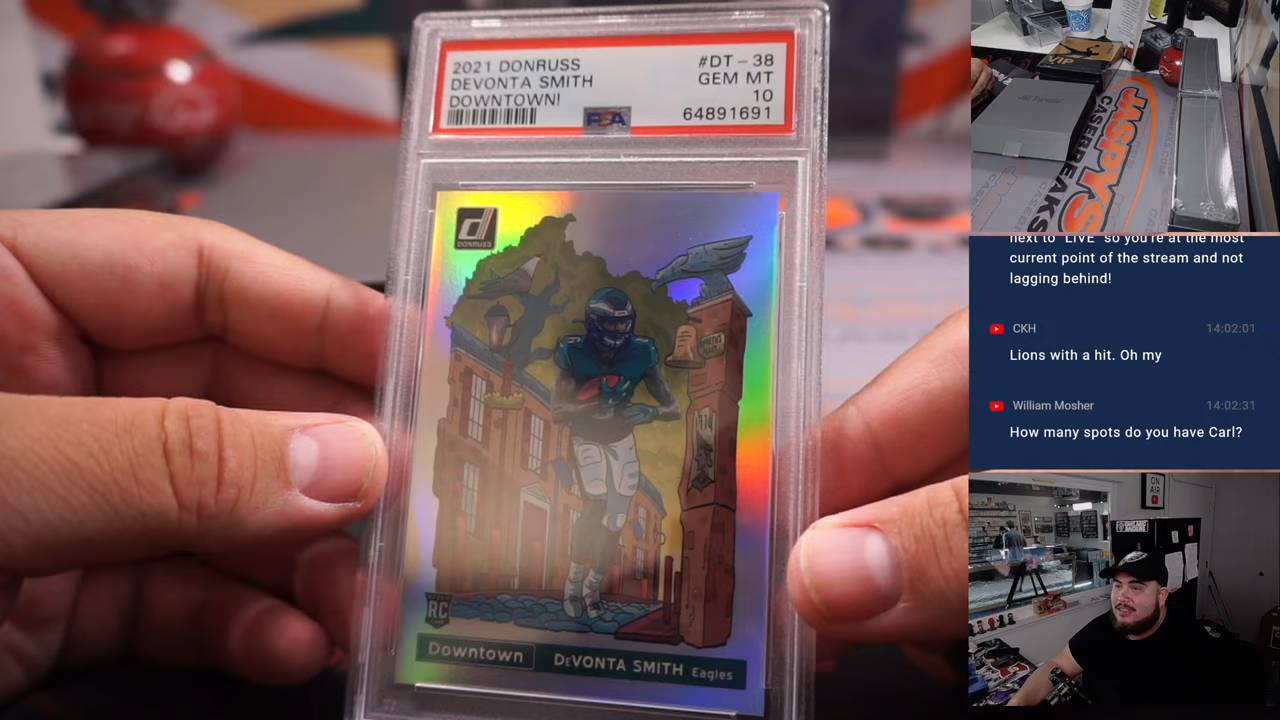 2021 DONRUSS #DT-38
DEVONTA SMITH GEM MT
DOWNTOWN! 10
PSA 64891691
d
DONRUSS
RC
Downtown DEVONTA SMITH Eagles
VIP
JASPYS
CASEBREAKS
next to "LIVE" so you're at the most
current point of the stream and not
lagging behind!
CKH 14:02:01
Lions with a hit. Oh my
William Mosher 14:02:31
How many spots do you have Carl?
ON
AIR